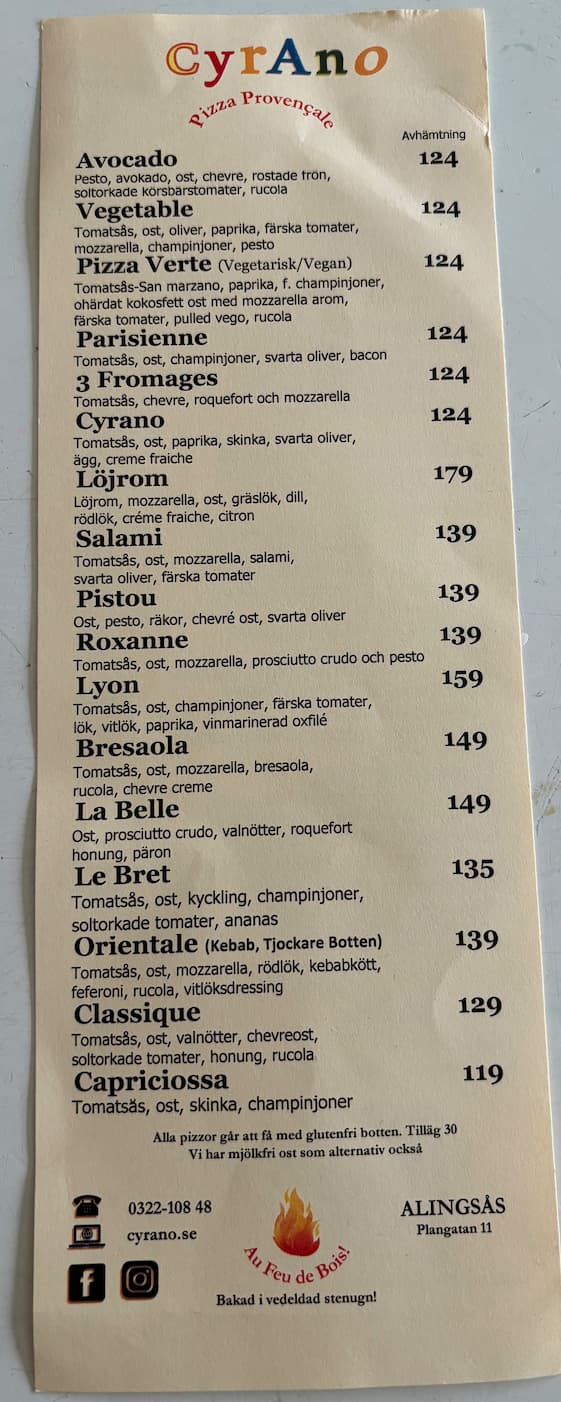 CyrAno
Pizza Provençale
Avhämtning
Avocado 124
Pesto, avokado, ost, chevre, rostade frön,
soltorkade körsbärstomater, rucola
Vegetable 124
Tomatsås, ost, oliver, paprika, färska tomater,
mozzarella, champinjoner, pesto
Pizza Verte (Vegetarisk/Vegan) 124
Tomatsås-San marzano, paprika, f. champinjoner,
ohärdat kokosfett ost med mozzarella arom,
färska tomater, pulled vego, rucola
Parisienne 124
Tomatsås, ost, champinjoner, svarta oliver, bacon
3 Fromages 124
Tomatsås, chevre, roquefort och mozzarella
Cyrano 124
Tomatsås, ost, paprika, skinka, svarta oliver,
ägg, creme fraiche
Löjrom 179
Löjrom, mozzarella, ost, gräslök, dill,
rödlök, créme fraiche, citron
Salami 139
Tomatsås, ost, mozzarella, salami,
svarta oliver, färska tomater
Pistou 139
Ost, pesto, räkor, chevré ost, svarta oliver
Roxanne 139
Tomatsås, ost, mozzarella, prosciutto crudo och pesto
Lyon 159
Tomatsås, ost, champinjoner, färska tomater,
lök, vitlök, paprika, vinmarinerad oxfilé
Bresaola 149
Tomatsås, ost, mozzarella, bresaola,
rucola, chevre creme
La Belle 149
Ost, prosciutto crudo, valnötter, roquefort
honung, päron
Le Bret 135
Tomatsås, ost, kyckling, champinjoner,
soltorkade tomater, ananas
Orientale (Kebab, Tjockare Botten) 139
Tomatsås, ost, mozzarella, rödlök, kebabkött,
feferoni, rucola, vitlöksdressing
Classique 129
Tomatsås, ost, valnötter, chevreost,
soltorkade tomater, honung, rucola
Capriciossa 119
Tomatsås, ost, skinka, champinjoner
Alla pizzor går att få med glutenfri botten. Tilläg 30
Vi har mjölkfri ost som alternativ också
0322-108 48
cyrano.se
Au Feu de Bois!
Bakad i vedeldad stenugn!
ALINGSÅS
Plangatan 11